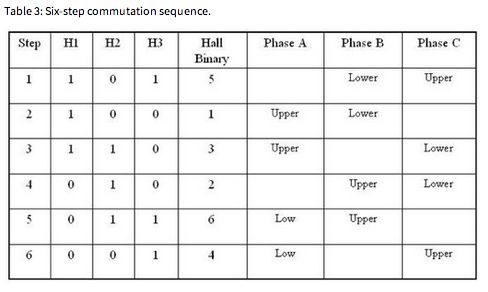 Table 3: Six-step commutation sequence.
Step H1 H2 H3 Hall Binary Phase A Phase B Phase C
1 1 0 1 5 Lower Upper
2 1 0 0 1 Upper Lower
3 1 1 0 3 Upper Lower
4 0 1 0 2 Upper Lower
5 0 1 1 6 Low Upper
6 0 0 1 4 Low Upper